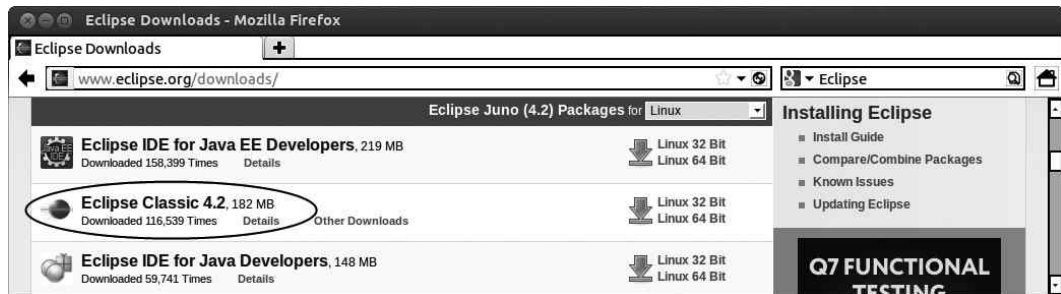 Eclipse Downloads - Mozilla Firefox
Eclipse Downloads
www.eclipse.org/downloads/
Eclipse
Eclipse Juno (4.2) Packages for Linux
Eclipse IDE for Java EE Developers, 219 MB
Downloaded 158,399 Times Details
Linux 32 Bit
Linux 64 Bit
Eclipse Classic 4.2, 182 MB
Downloaded 116,539 Times Details Other Downloads
Linux 32 Bit
Linux 64 Bit
Eclipse IDE for Java Developers, 148 MB
Downloaded 59,741 Times Details
Linux 32 Bit
Linux 64 Bit
Installing Eclipse
Install Guide
Compare/Combine Packages
Known Issues
Updating Eclipse
Q7 FUNCTIONAL
TESTING